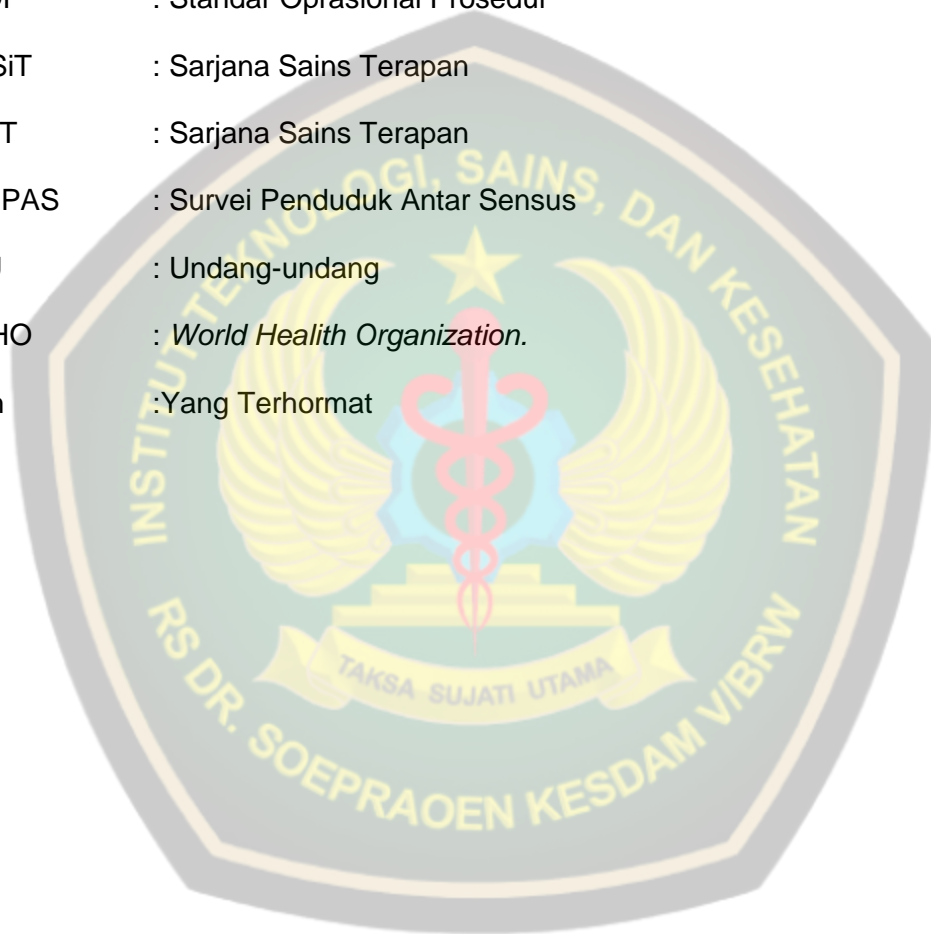 : Standar Oprasional Prosedur
SiT : Sarjana Sains Terapan
T : Sarjana Sains Terapan
PAS : Survei Penduduk Antar Sensus
: Undang-undang
HO : World Healith Organization.
:Yang Terhormat
INSTITUT TEKNOLOGI, SAINS, DAN KESEHATAN
TAKSA SUJATI UTAMA
RS DR. SOEPRAOEN KESDAM V/BRW